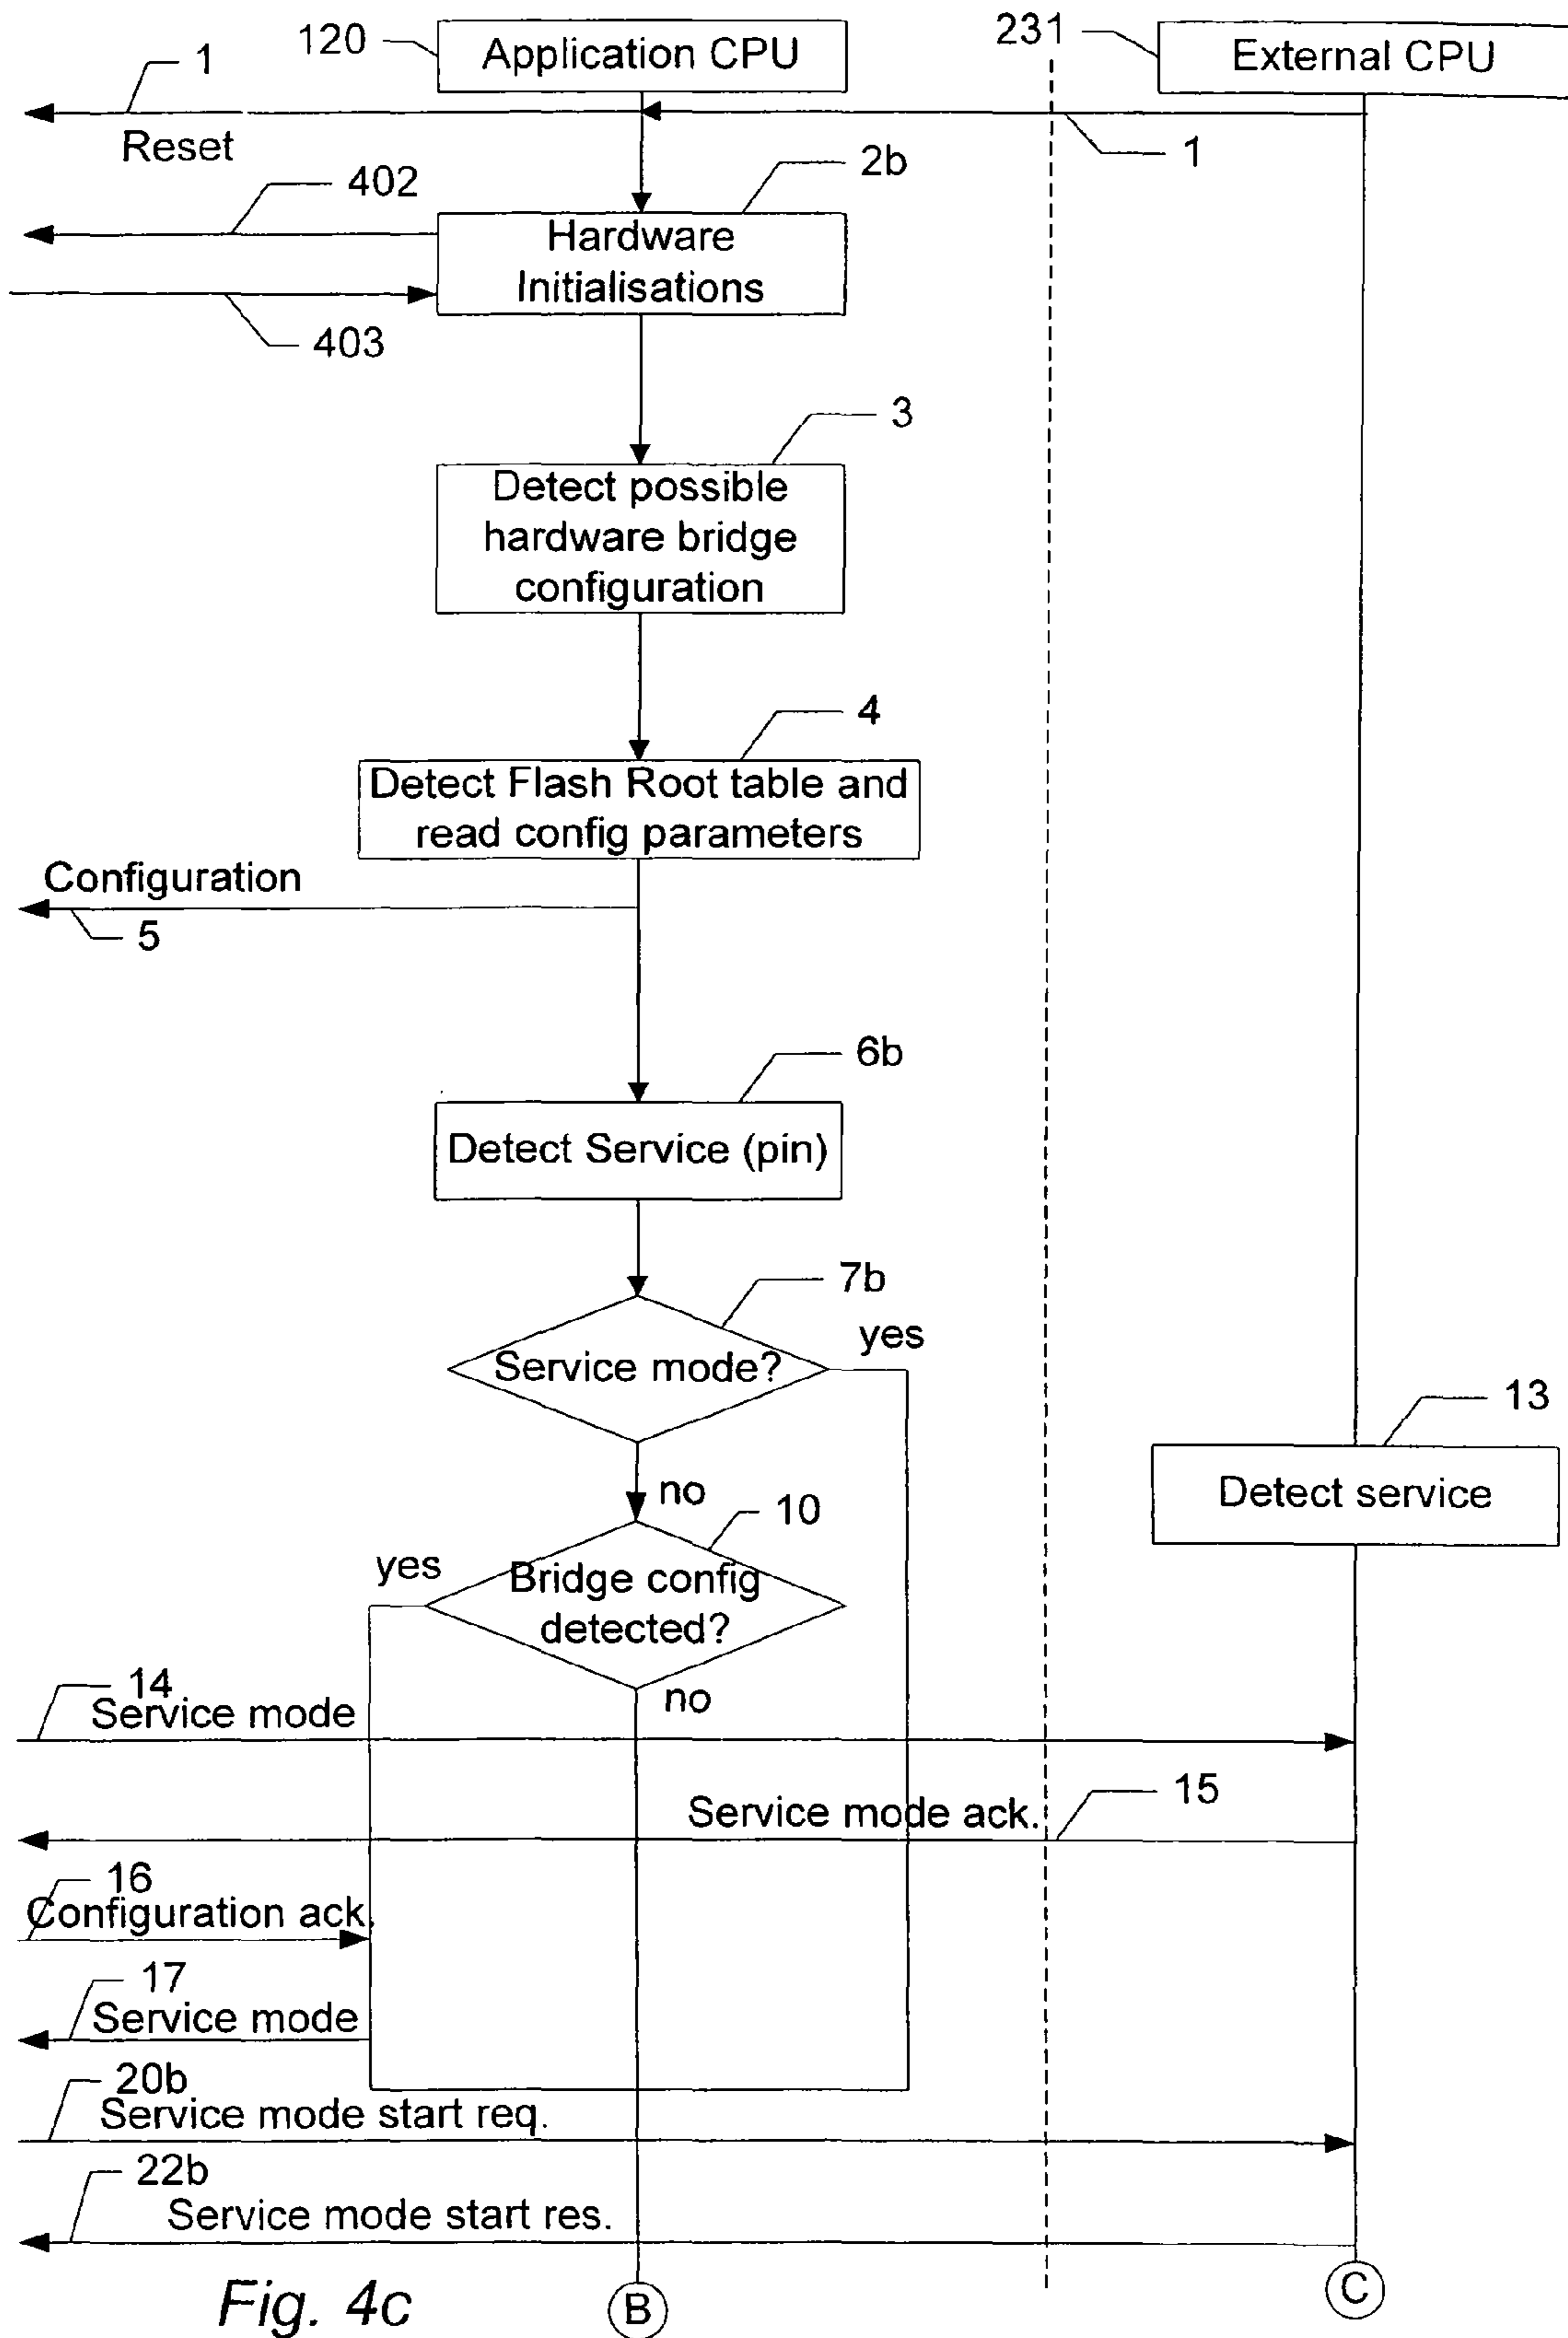 120
Application CPU
231
External CPU
1
Reset
1
402
2b
Hardware
Initialisations
403
3
Detect possible
hardware bridge
configuration
4
Detect Flash Root table and
read config parameters
Configuration
5
6b
Detect Service (pin)
7b
yes
Service mode?
13
no
Detect service
10
yes
Bridge config
detected?
14
no
Service mode
15
Service mode ack.
16
Configuration ack.
17
Service mode
20b
Service mode start req.
22b
Service mode start res.
Fig. 4c
B
C